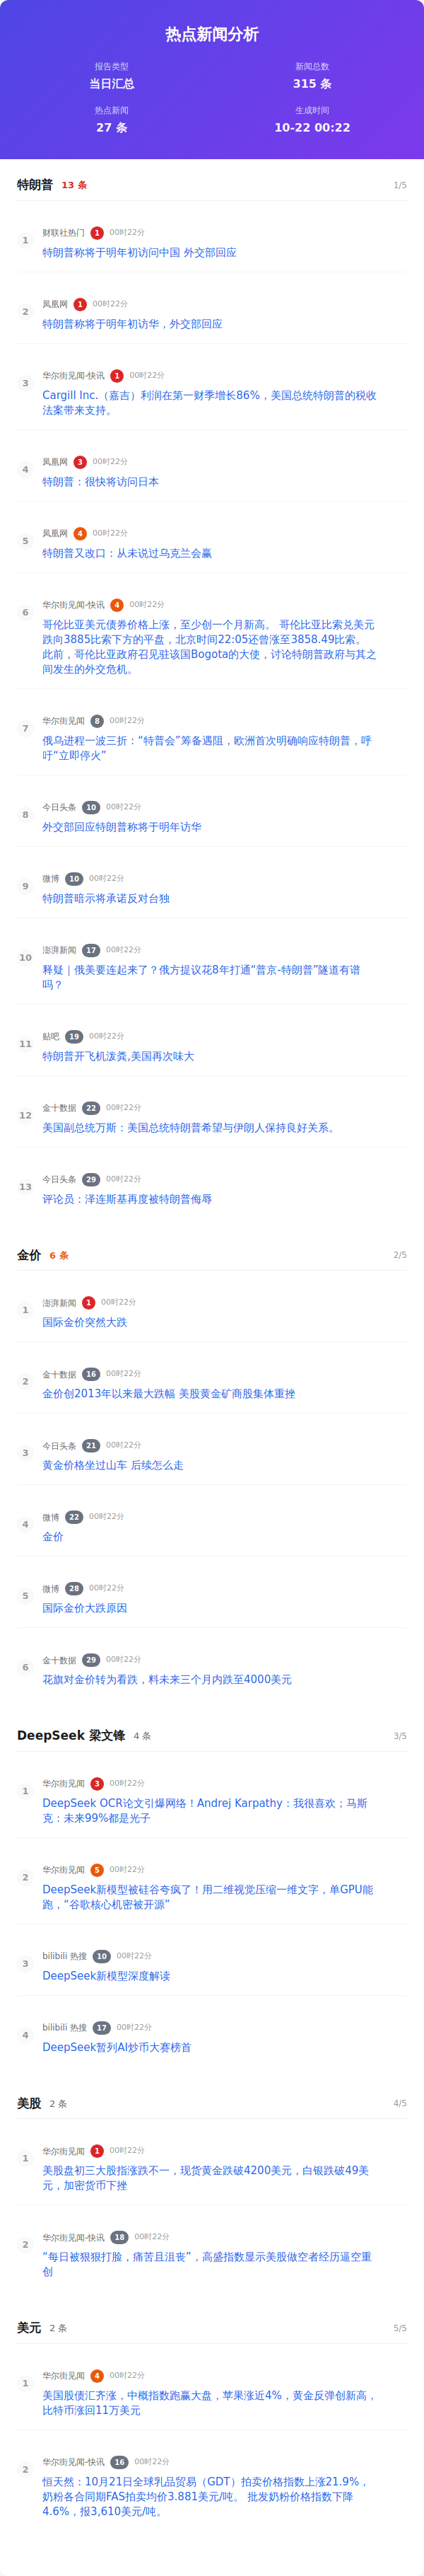 热点新闻分析
报告类型
新闻总数
当日汇总
315 条
热点新闻
生成时间
27 条
10-22 00:22
特朗普 13 条 1/5
1
财联社热门 1 00时22分
特朗普称将于明年初访问中国 外交部回应
2
凤凰网 1 00时22分
特朗普称将于明年初访华，外交部回应
3
华尔街见闻-快讯 1 00时22分
Cargill Inc.（嘉吉）利润在第一财季增长86%，美国总统特朗普的税收
法案带来支持。
4
凤凰网 3 00时22分
特朗普：很快将访问日本
5
凤凰网 4 00时22分
特朗普又改口：从未说过乌克兰会赢
6
华尔街见闻-快讯 4 00时22分
哥伦比亚美元债券价格上涨，至少创一个月新高。 哥伦比亚比索兑美元
跌向3885比索下方的平盘，北京时间22:05还曾涨至3858.49比索。
此前，哥伦比亚政府召见驻该国Bogota的大使，讨论特朗普政府与其之
间发生的外交危机。
7
华尔街见闻 8 00时22分
俄乌进程一波三折：“特普会”筹备遇阻，欧洲首次明确响应特朗普，呼
吁“立即停火”
8
今日头条 10 00时22分
外交部回应特朗普称将于明年访华
9
微博 10 00时22分
特朗普暗示将承诺反对台独
10
澎湃新闻 17 00时22分
释疑｜俄美要连起来了？俄方提议花8年打通“普京-特朗普”隧道有谱
吗？
11
贴吧 19 00时22分
特朗普开飞机泼粪,美国再次味大
12
金十数据 22 00时22分
美国副总统万斯：美国总统特朗普希望与伊朗人保持良好关系。
13
今日头条 29 00时22分
评论员：泽连斯基再度被特朗普侮辱
金价 6 条 2/5
1
澎湃新闻 1 00时22分
国际金价突然大跌
2
金十数据 16 00时22分
金价创2013年以来最大跌幅 美股黄金矿商股集体重挫
3
今日头条 21 00时22分
黄金价格坐过山车 后续怎么走
4
微博 22 00时22分
金价
5
微博 28 00时22分
国际金价大跌原因
6
金十数据 29 00时22分
花旗对金价转为看跌，料未来三个月内跌至4000美元
DeepSeek 梁文锋 4 条 3/5
1
华尔街见闻 3 00时22分
DeepSeek OCR论文引爆网络！Andrej Karpathy：我很喜欢；马斯
克：未来99%都是光子
2
华尔街见闻 5 00时22分
DeepSeek新模型被硅谷夸疯了！用二维视觉压缩一维文字，单GPU能
跑，“谷歌核心机密被开源”
3
bilibili 热搜 10 00时22分
DeepSeek新模型深度解读
4
bilibili 热搜 17 00时22分
DeepSeek暂列AI炒币大赛榜首
美股 2 条 4/5
1
华尔街见闻 1 00时22分
美股盘初三大股指涨跌不一，现货黄金跌破4200美元，白银跌破49美
元，加密货币下挫
2
华尔街见闻-快讯 18 00时22分
“每日被狠狠打脸，痛苦且沮丧”，高盛指数显示美股做空者经历逼空重
创
美元 2 条 5/5
1
华尔街见闻 4 00时22分
美国股债汇齐涨，中概指数跑赢大盘，苹果涨近4%，黄金反弹创新高，
比特币涨回11万美元
2
华尔街见闻-快讯 16 00时22分
恒天然：10月21日全球乳品贸易（GDT）拍卖价格指数上涨21.9%，
奶粉各合同期FAS拍卖均价3.881美元/吨。 批发奶粉价格指数下降
4.6%，报3,610美元/吨。